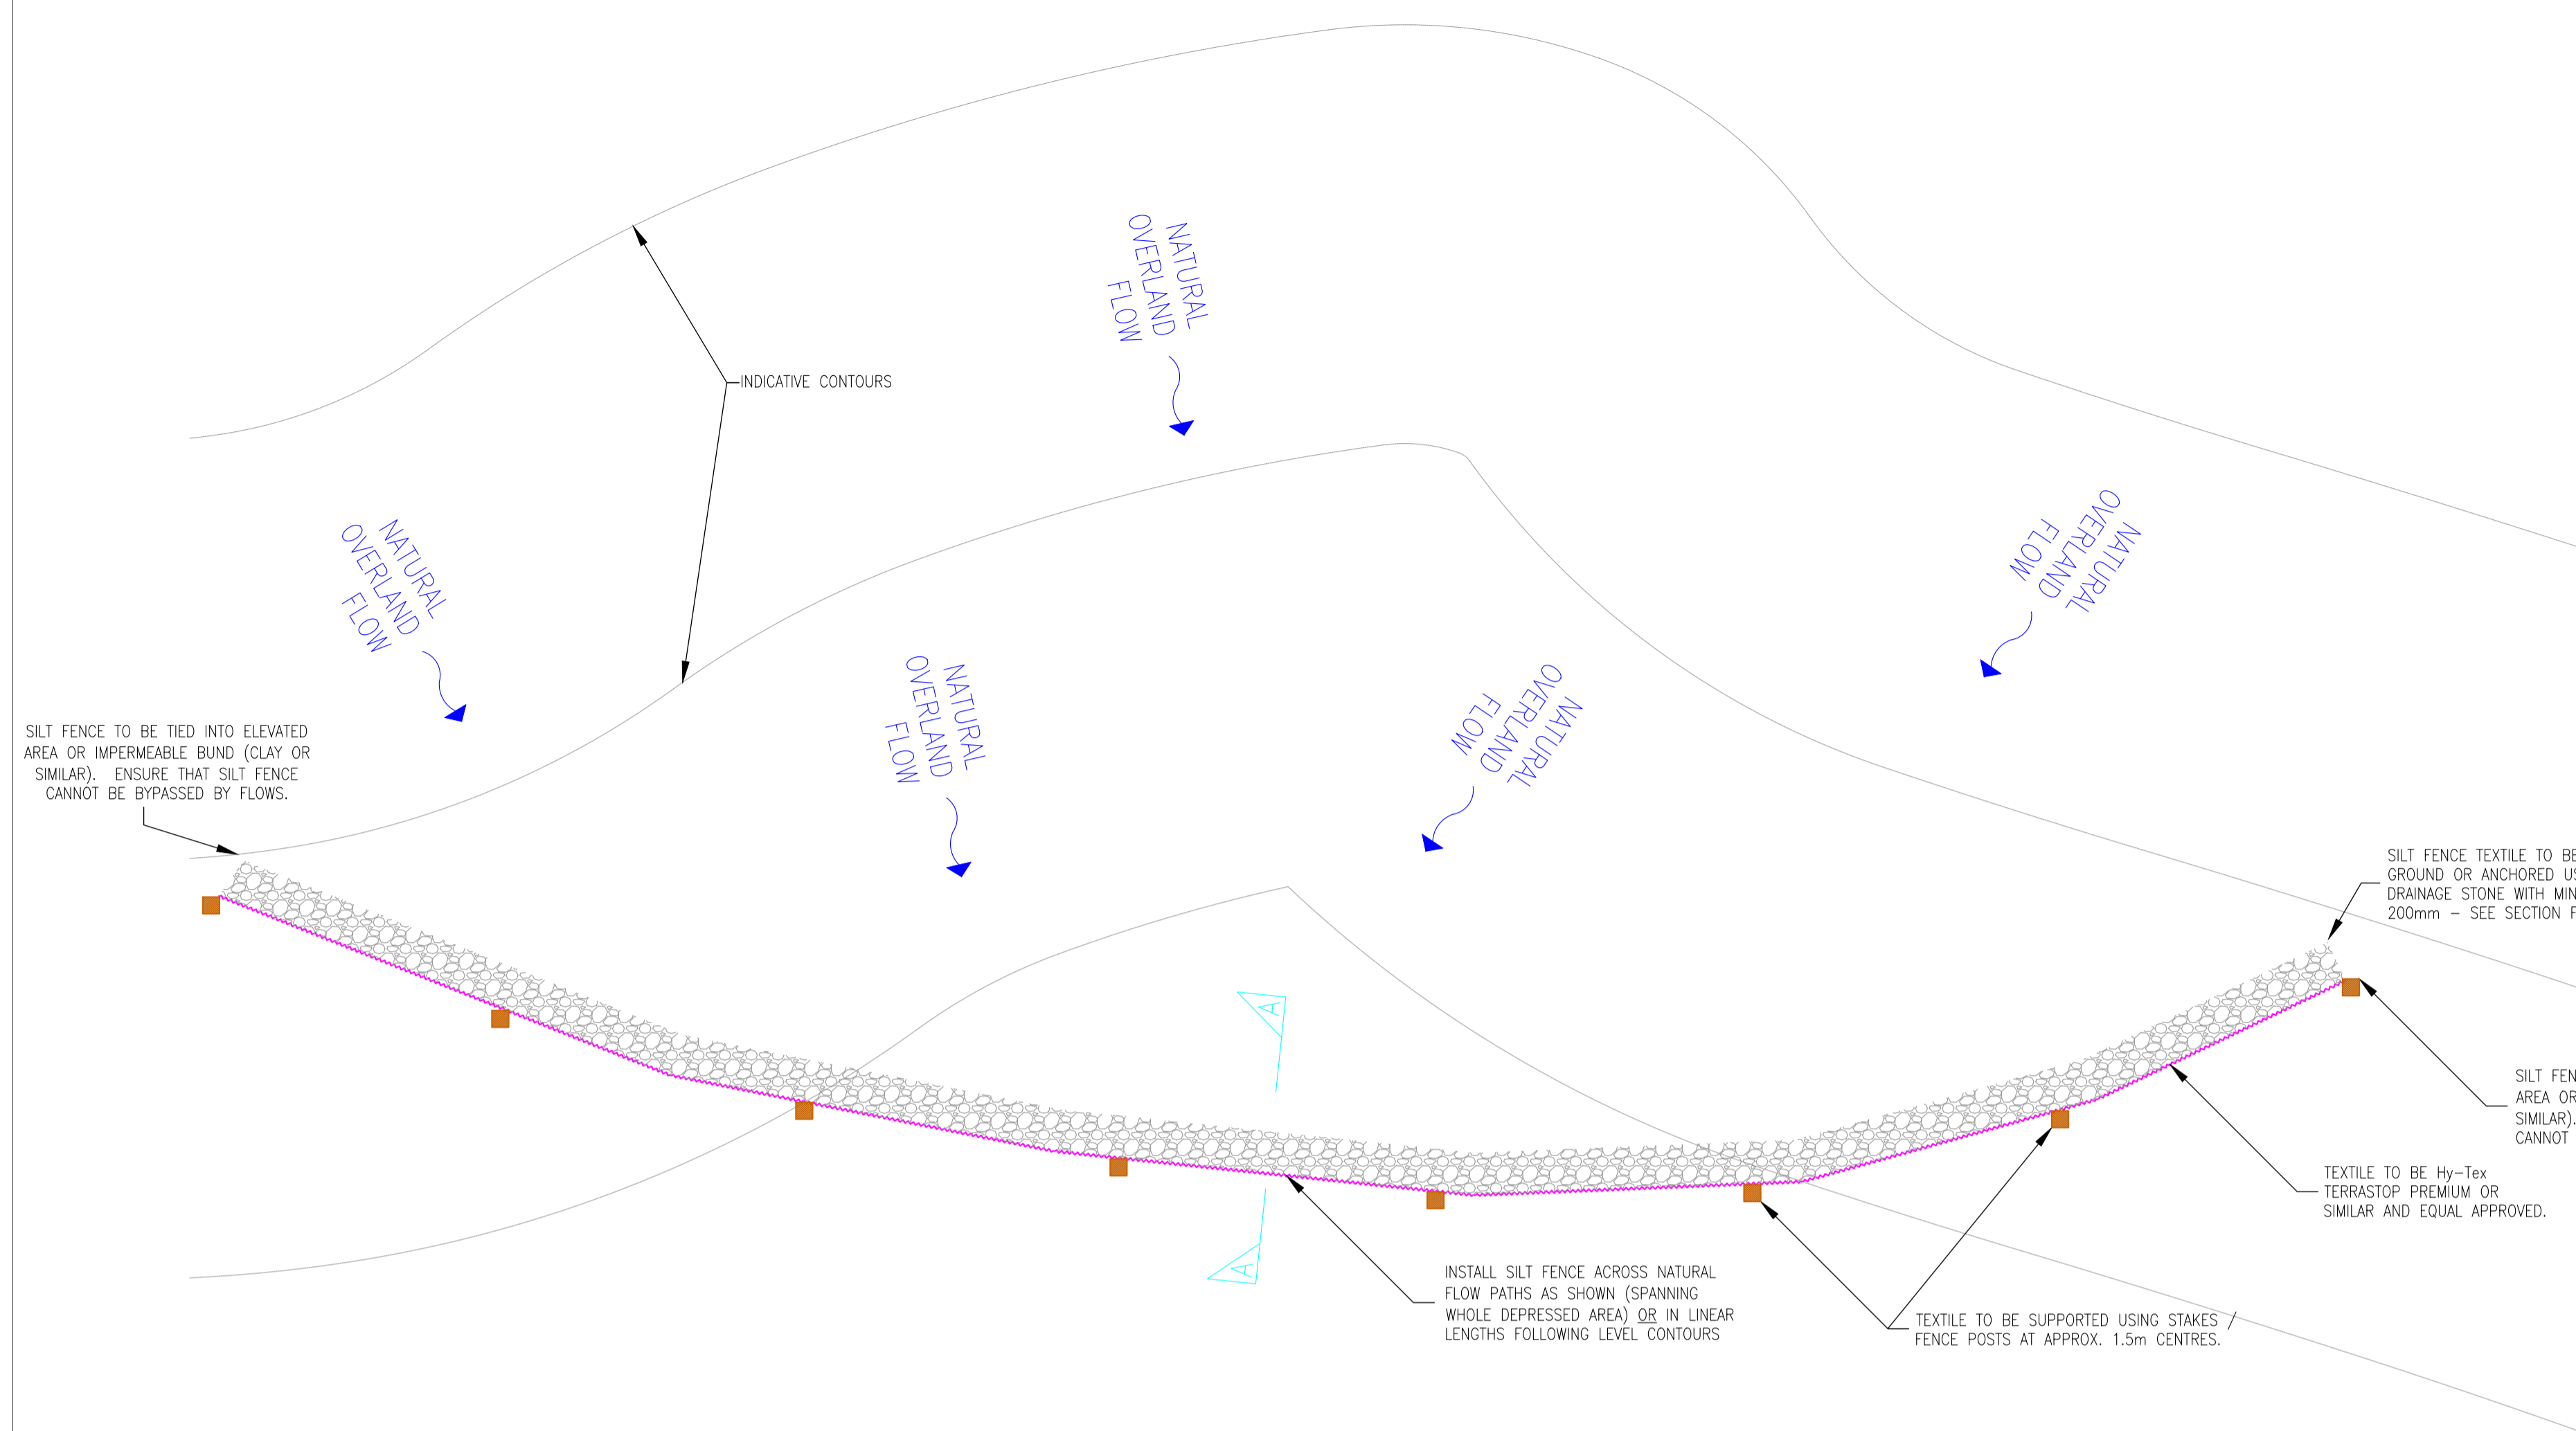 NATURAL
OVERLAND
FLOW
INDICATIVE CONTOURS
NATURAL
OVERLAND
FLOW
NATURAL
OVERLAND
FLOW
NATURAL
OVERLAND
FLOW
NATURAL
OVERLAND
FLOW
SILT FENCE TO BE TIED INTO ELEVATED
AREA OR IMPERMEABLE BUND (CLAY OR
SIMILAR). ENSURE THAT SILT FENCE
CANNOT BE BYPASSED BY FLOWS.
SILT FENCE TEXTILE TO BE
GROUND OR ANCHORED
DRAINAGE STONE WITH
200mm – SEE SECTION
A
SILT
AREA OR
SIMILAR).
CANNOT
TEXTILE TO BE Hy-Tex
TERRASTOP PREMIUM OR
SIMILAR AND EQUAL APPROVED.
A
INSTALL SILT FENCE ACROSS NATURAL
FLOW PATHS AS SHOWN (SPANNING
WHOLE DEPRESSED AREA) OR IN LINEAR
LENGTHS FOLLOWING LEVEL CONTOURS
TEXTILE TO BE SUPPORTED USING STAKES /
FENCE POSTS AT APPROX. 1.5m CENTRES.